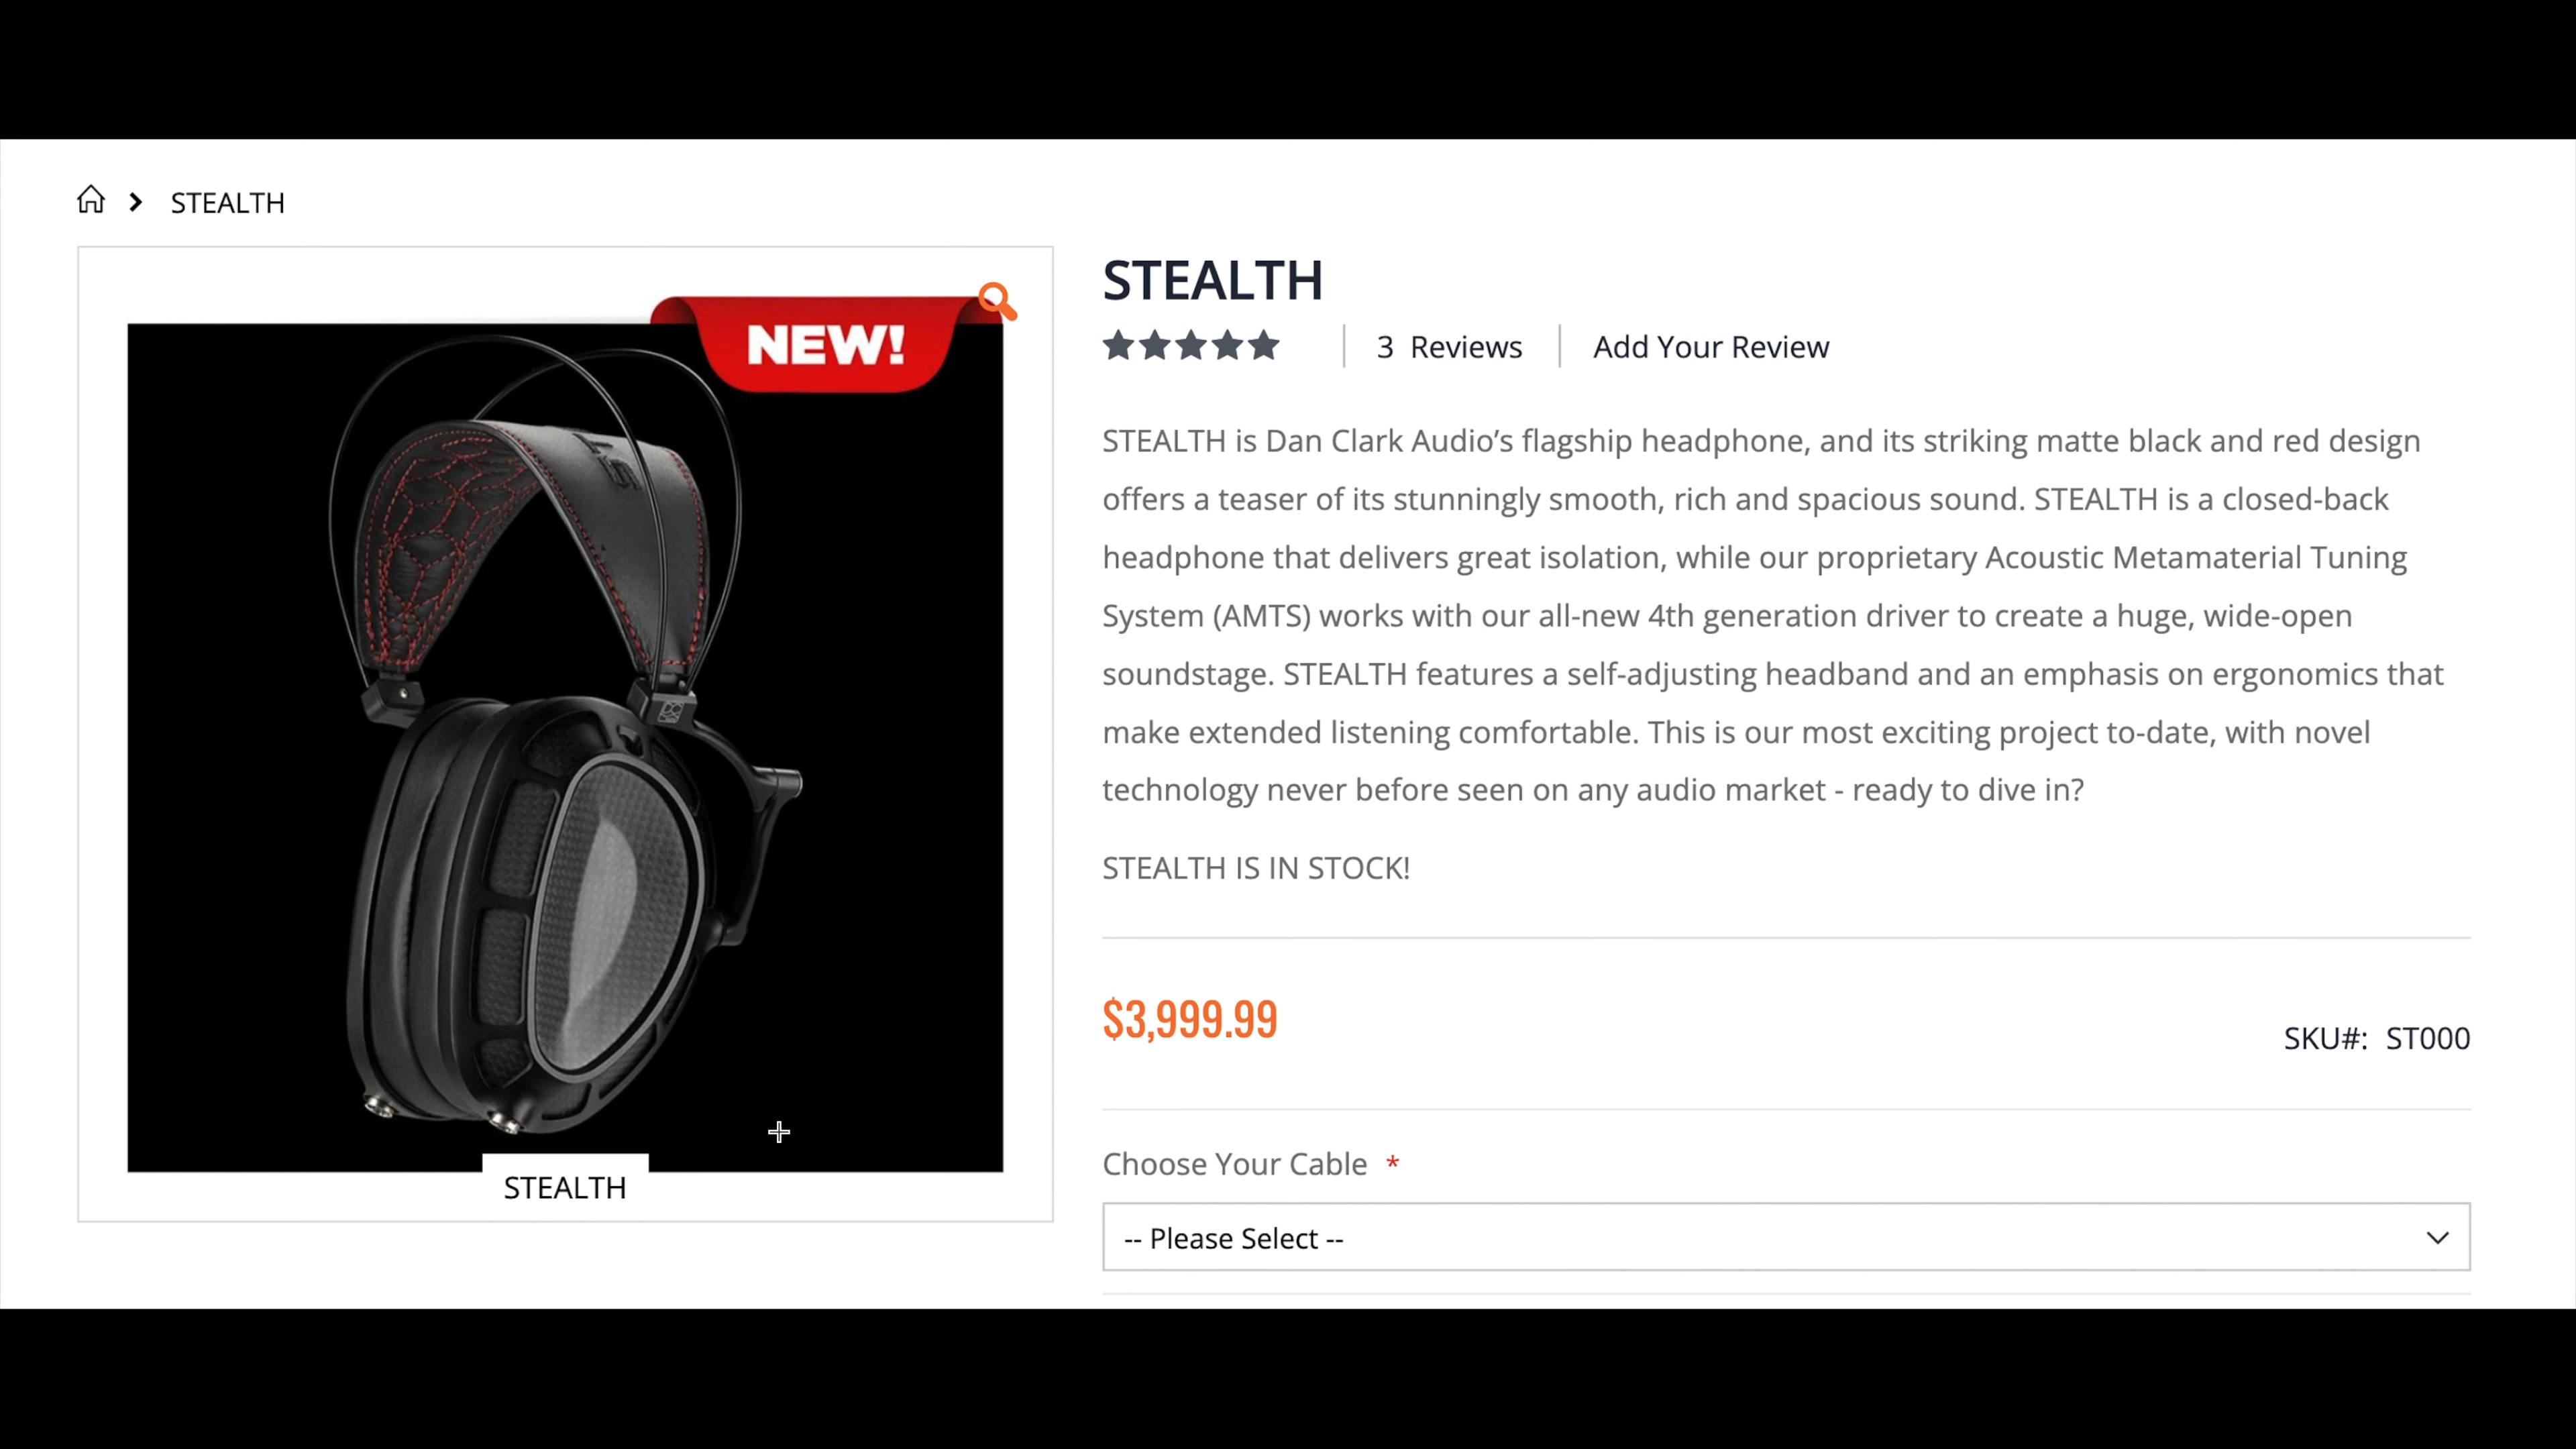 STEALTH
NEW!
STEALTH
STEALTH
3 Reviews
Add Your Review
STEALTH is Dan Clark Audio’s flagship headphone, and its striking matte black and red design
offers a teaser of its stunningly smooth, rich and spacious sound. STEALTH is a closed-back
headphone that delivers great isolation, while our proprietary Acoustic Metamaterial Tuning
System (AMTS) works with our all-new 4th generation driver to create a huge, wide-open
soundstage. STEALTH features a self-adjusting headband and an emphasis on ergonomics that
make extended listening comfortable. This is our most exciting project to-date, with novel
technology never before seen on any audio market - ready to dive in?
STEALTH IS IN STOCK!
$3,999.99
SKU#: ST000
Choose Your Cable *
-- Please Select --